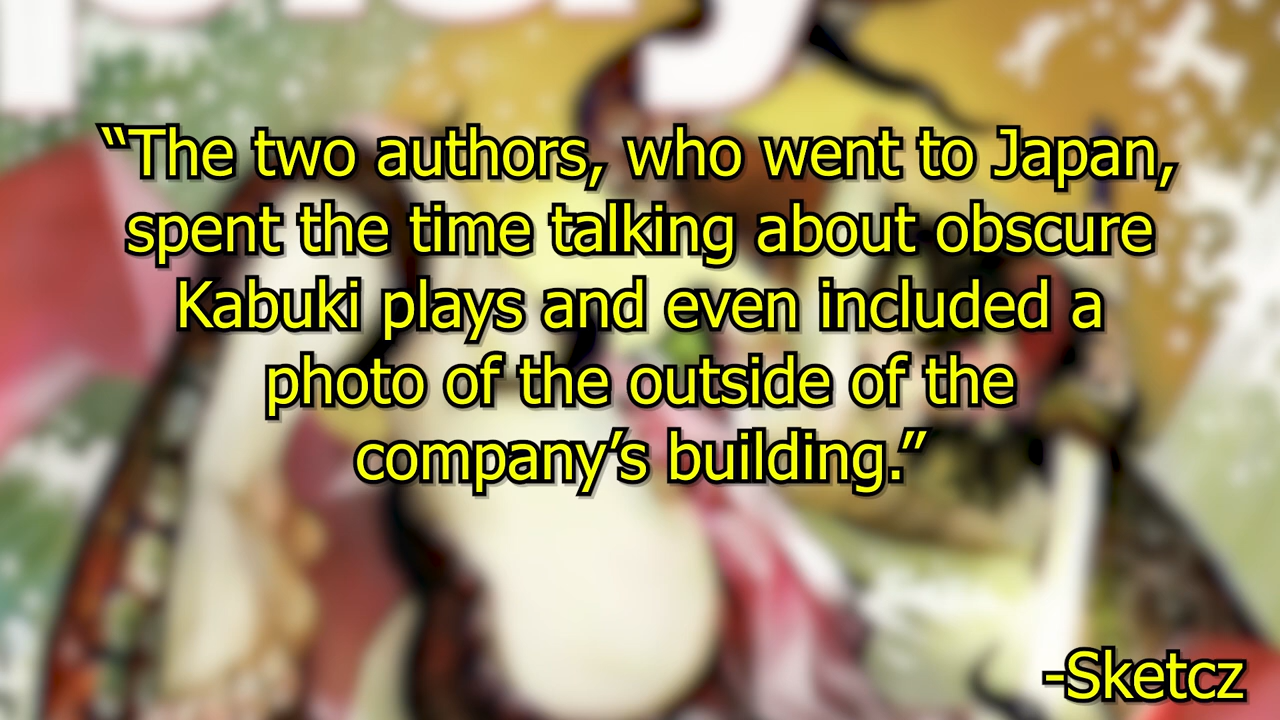 “The two authors, who went to Japan,
spent the time talking about obscure
Kabuki plays and even included a
photo of the outside of the
company’s building.”
-Sketcz